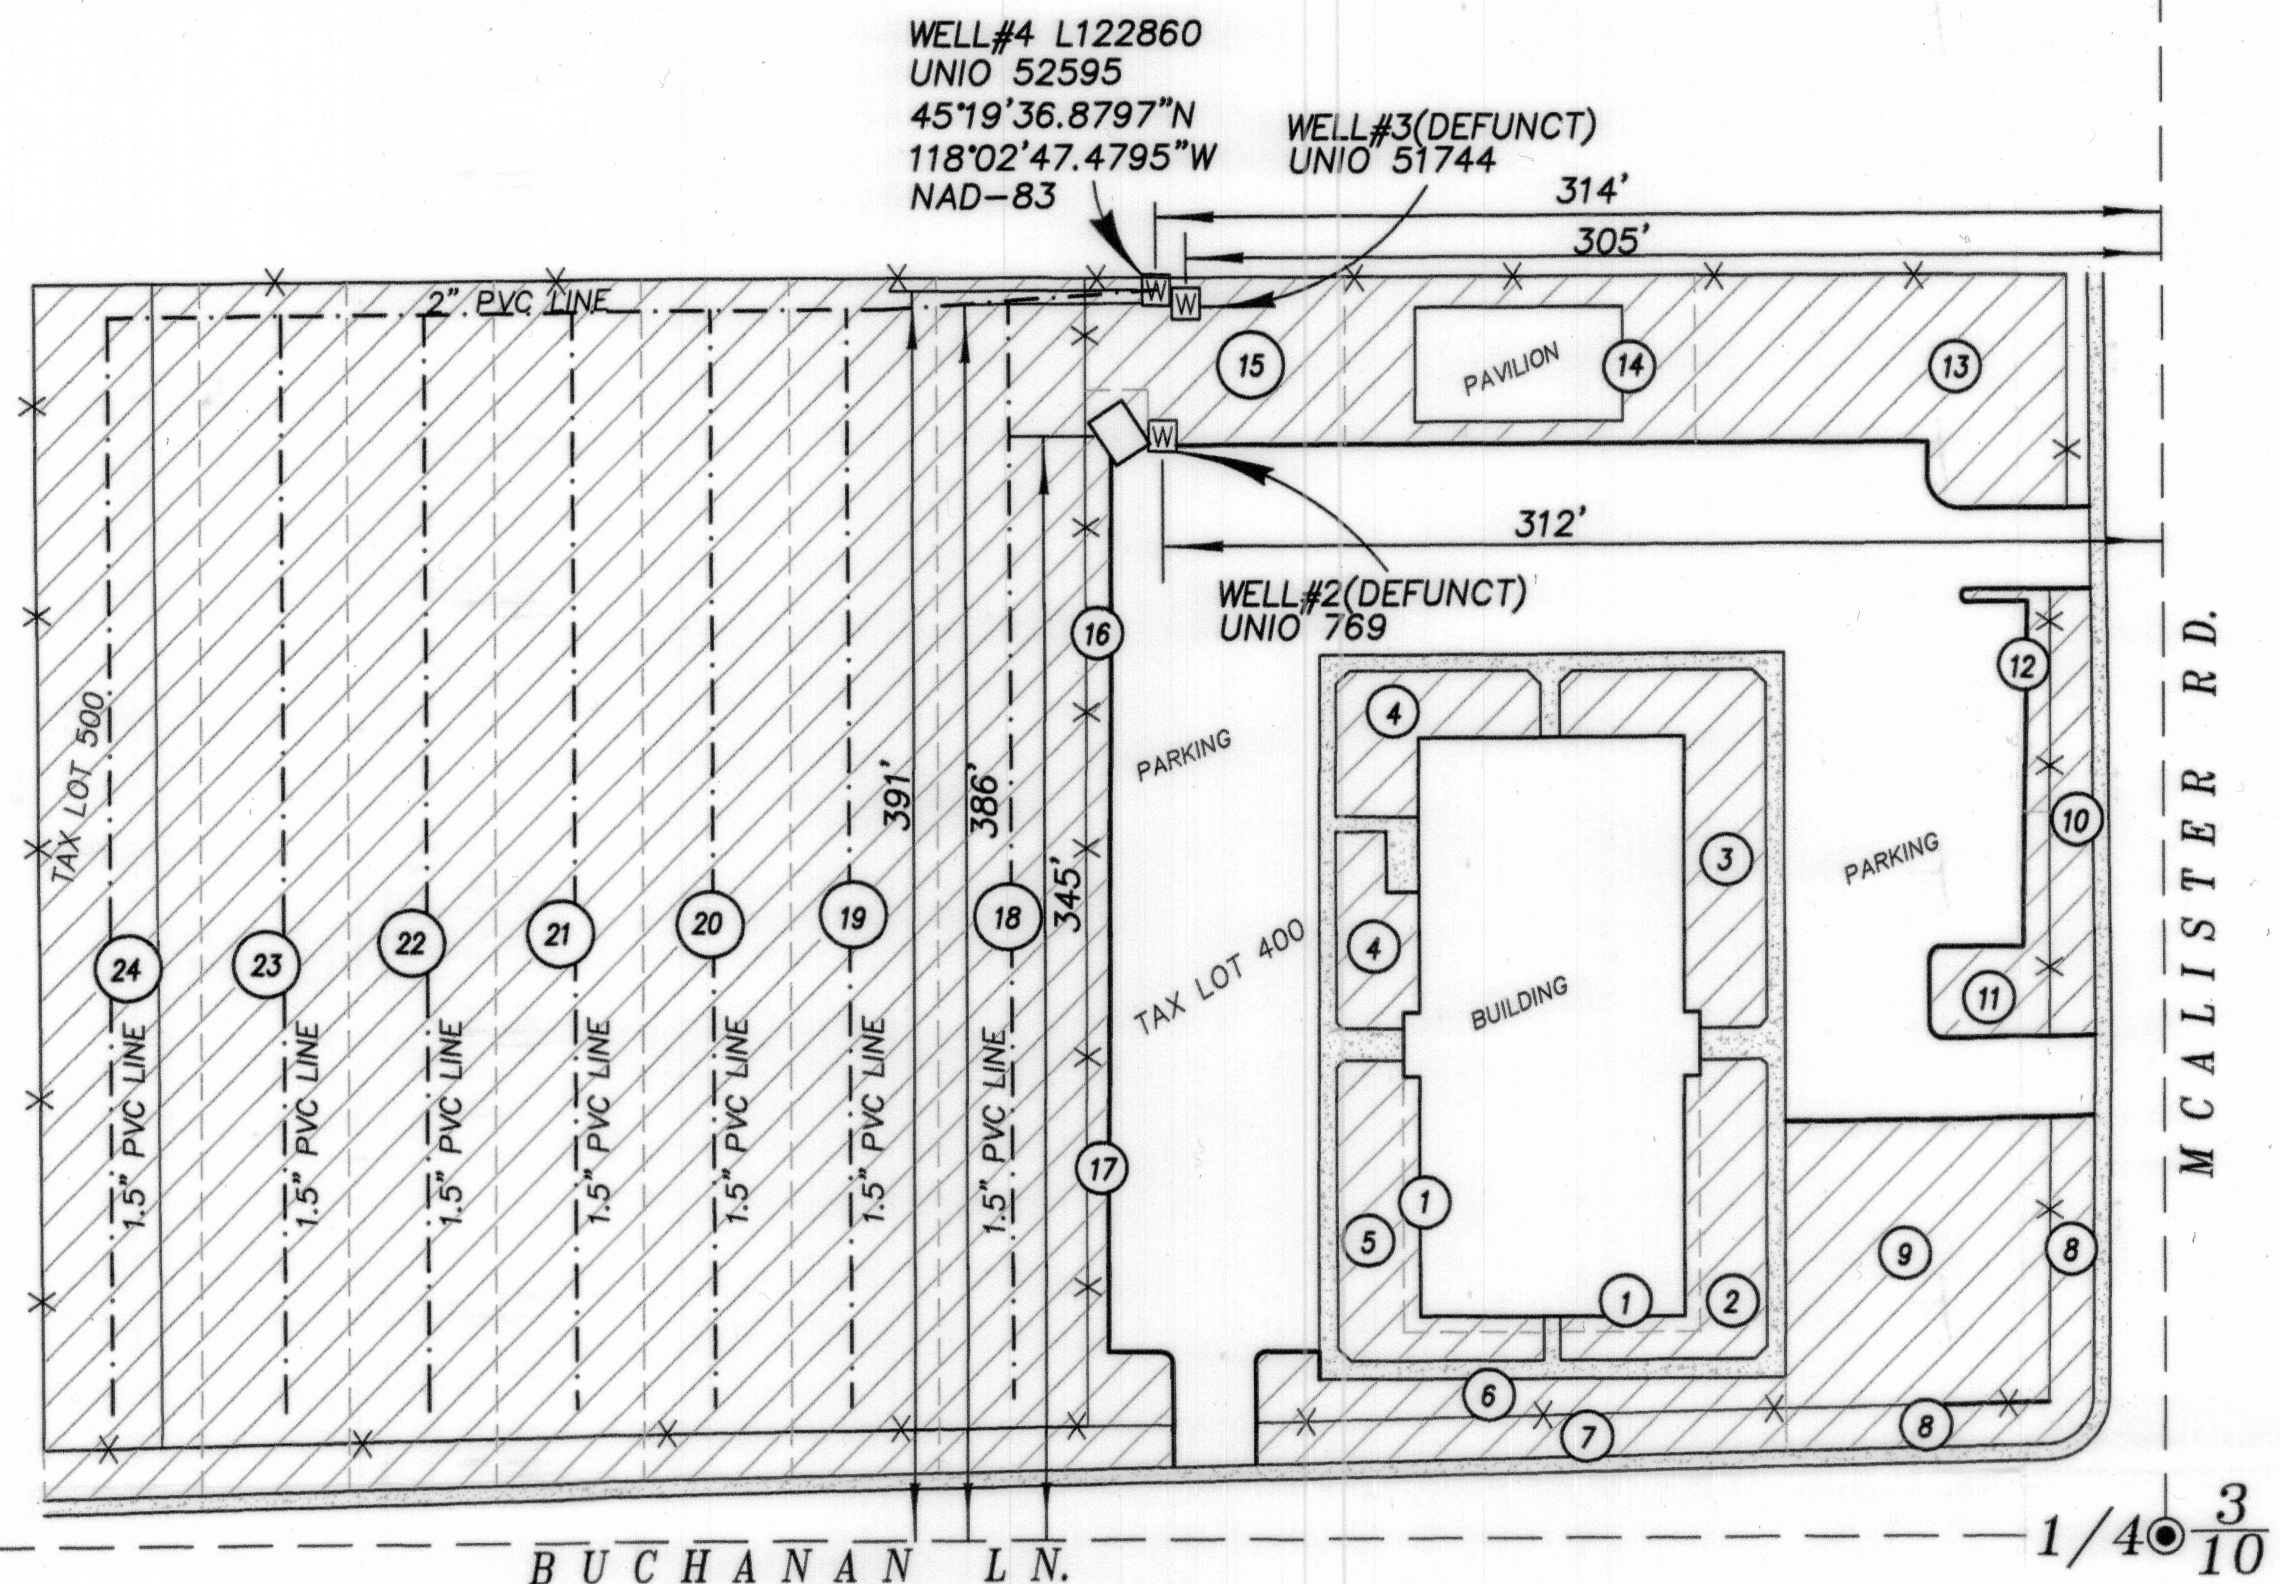 WELL#4 L122860
UNIO 52595
45°19'36.8797"N
118°02'47.4795"W
NAD-83
WELL#3(DEFUNCT)
UNIO 51744
314'
305'
2" PVC LINE
W
W
15
PAVILION
14
13
W
312'
WELL#2(DEFUNCT)
UNIO 769
16
12
4
TAX LOT 500
PARKING
391'
386'
345'
3
PARKING
10
MCALISTER RD.
24
23
22
21
20
19
18
4
TAX LOT 400
BUILDING
11
1.5" PVC LINE
1.5" PVC LINE
1.5" PVC LINE
1.5" PVC LINE
1.5" PVC LINE
1.5" PVC LINE
1.5" PVC LINE
17
1
5
9
8
1
2
6
7
8
BUCHANAN LN.
1/4
3
10